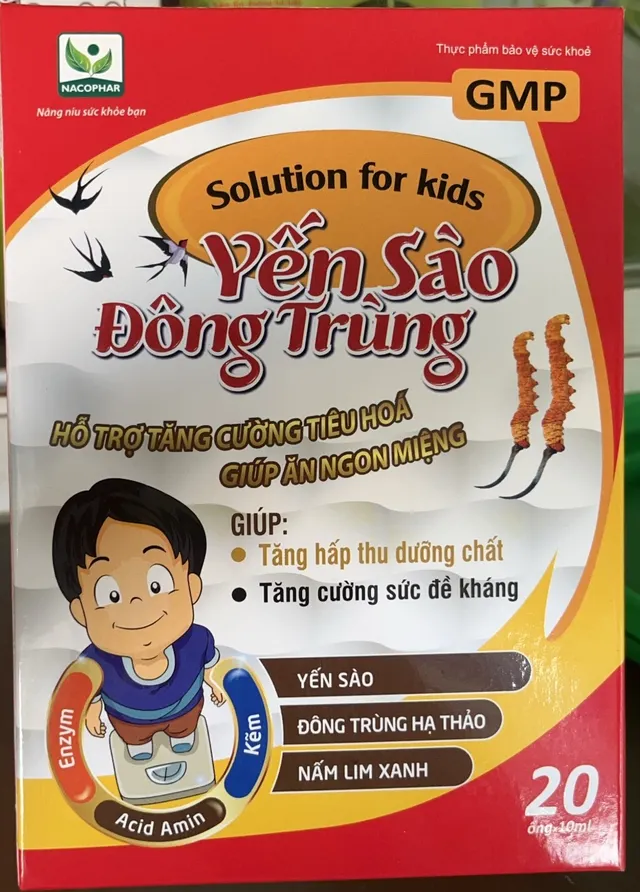 NACOPHAR
Nâng niu sức khỏe bạn
Thực phẩm bảo vệ sức khoẻ
GMP
Solution for kids
Yến Sào
Đông Trùng
HỖ TRỢ TĂNG CƯỜNG TIÊU HOÁ
GIÚP ĂN NGON MIỆNG
GIÚP:
• Tăng hấp thu dưỡng chất
• Tăng cường sức đề kháng
YẾN SÀO
ĐÔNG TRÙNG HẠ THẢO
NẤM LIM XANH
Enzym
Acid Amin
Kẽm
20
ống×10ml